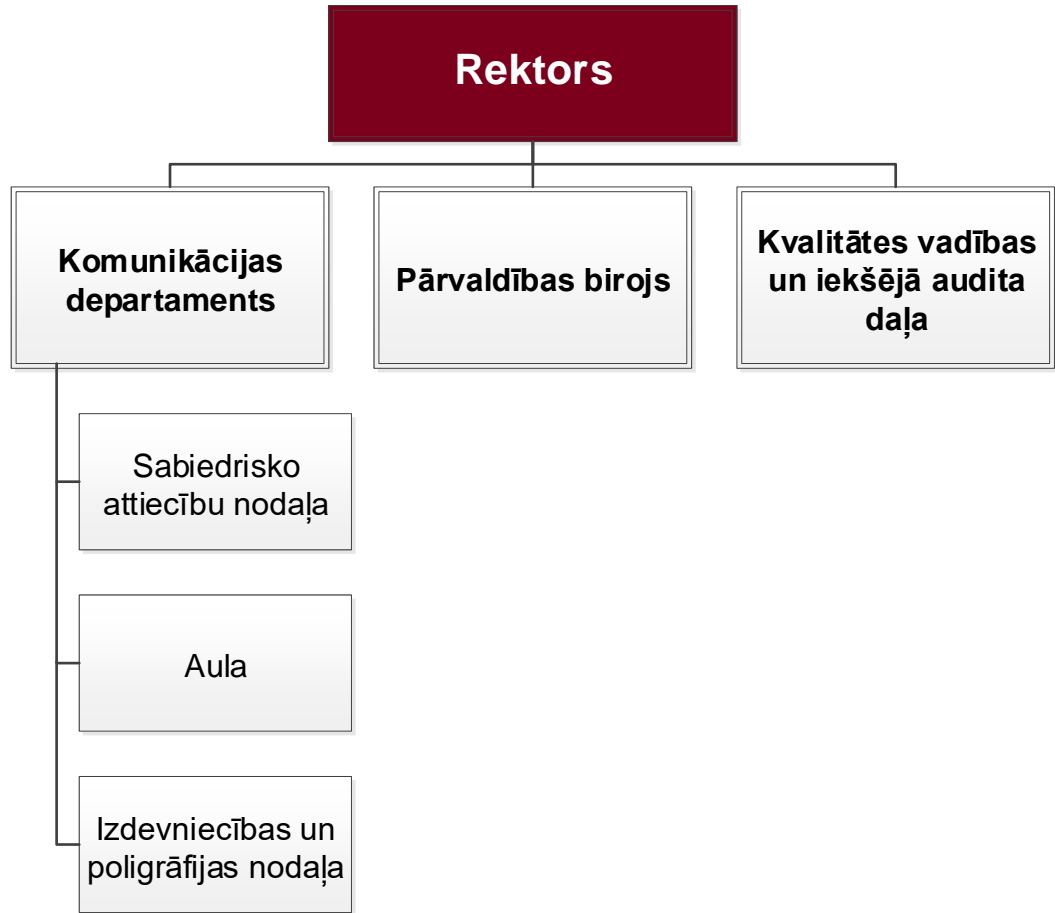 Rektors
Komunikācijas
departaments
Pārvaldības birojs
Kvalitātes vadības
un iekšējā audita
daļa
Sabiedrisko
attiecību nodaļa
Aula
Izdevniecības un
poligrāfijas nodaļa